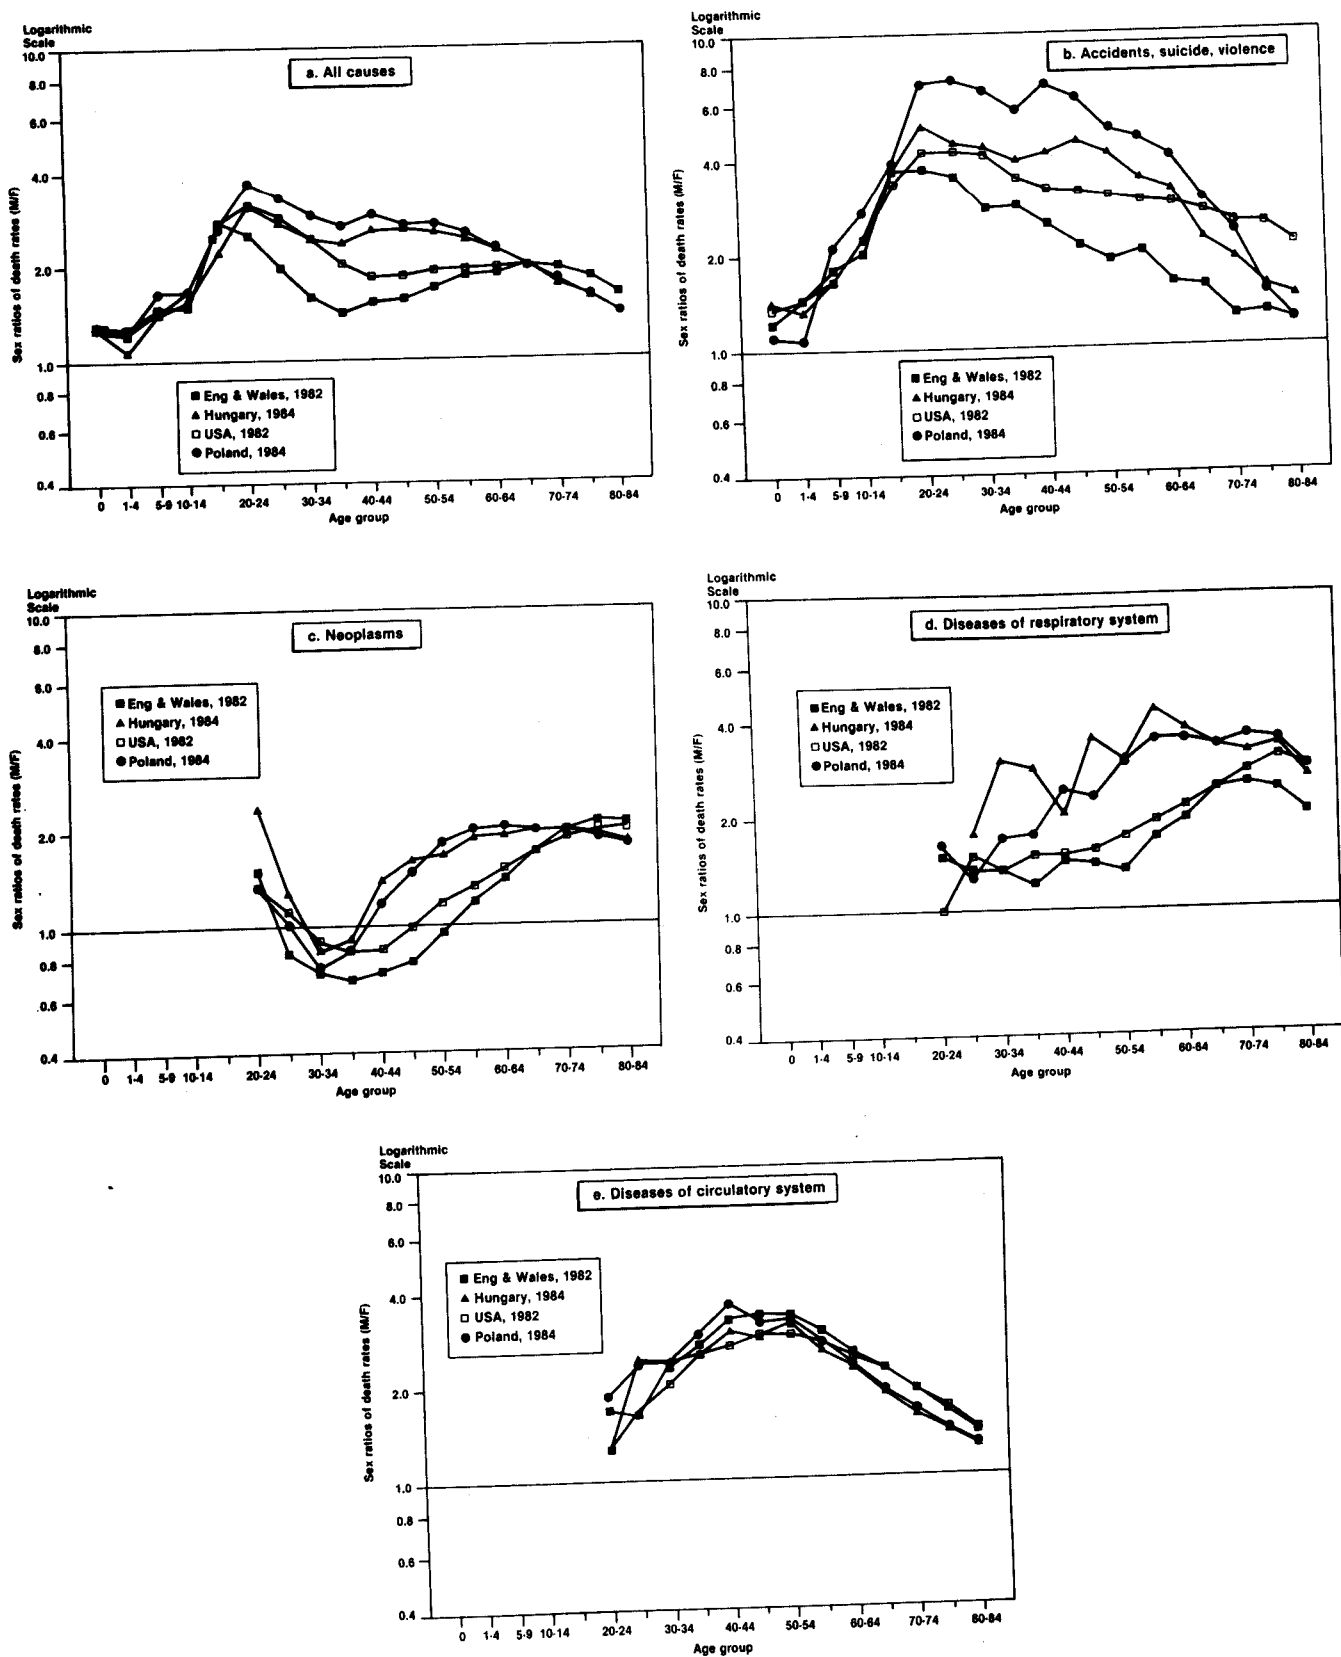 Logarithmic
Scale
a. All causes
10.0
8.0
6.0
4.0
2.0
1.0
0.8
0.6
0.4
Sex ratios of death rates (M/F)
Eng & Wales, 1982
Hungary, 1984
USA, 1982
Poland, 1984
0 1-4 5-9 10-14 20-24 30-34 40-44 50-54 60-64 70-74 80-84
Age group
Logarithmic
Scale
b. Accidents, suicide, violence
10.0
8.0
6.0
4.0
2.0
1.0
0.8
0.6
0.4
Sex ratios of death rates (M/F)
Eng & Wales, 1982
Hungary, 1984
USA, 1982
Poland, 1984
0 1-4 5-9 10-14 20-24 30-34 40-44 50-54 60-64 70-74 80-84
Age group
Logarithmic
Scale
c. Neoplasms
10.0
8.0
6.0
4.0
2.0
1.0
0.8
0.6
0.4
Sex ratios of death rates (M/F)
Eng & Wales, 1982
Hungary, 1984
USA, 1982
Poland, 1984
0 1-4 5-9 10-14 20-24 30-34 40-44 50-54 60-64 70-74 80-84
Age group
Logarithmic
Scale
d. Diseases of respiratory system
10.0
8.0
6.0
4.0
2.0
1.0
0.8
0.6
0.4
Sex ratios of death rates (M/F)
Eng & Wales, 1982
Hungary, 1984
USA, 1982
Poland, 1984
0 1-4 5-9 10-14 20-24 30-34 40-44 50-54 60-64 70-74 80-84
Age group
Logarithmic
Scale
e. Diseases of circulatory system
10.0
8.0
6.0
4.0
2.0
1.0
0.8
0.6
0.4
Sex ratios of death rates (M/F)
Eng & Wales, 1982
Hungary, 1984
USA, 1982
Poland, 1984
0 1-4 5-9 10-14 20-24 30-34 40-44 50-54 60-64 70-74 80-84
Age group